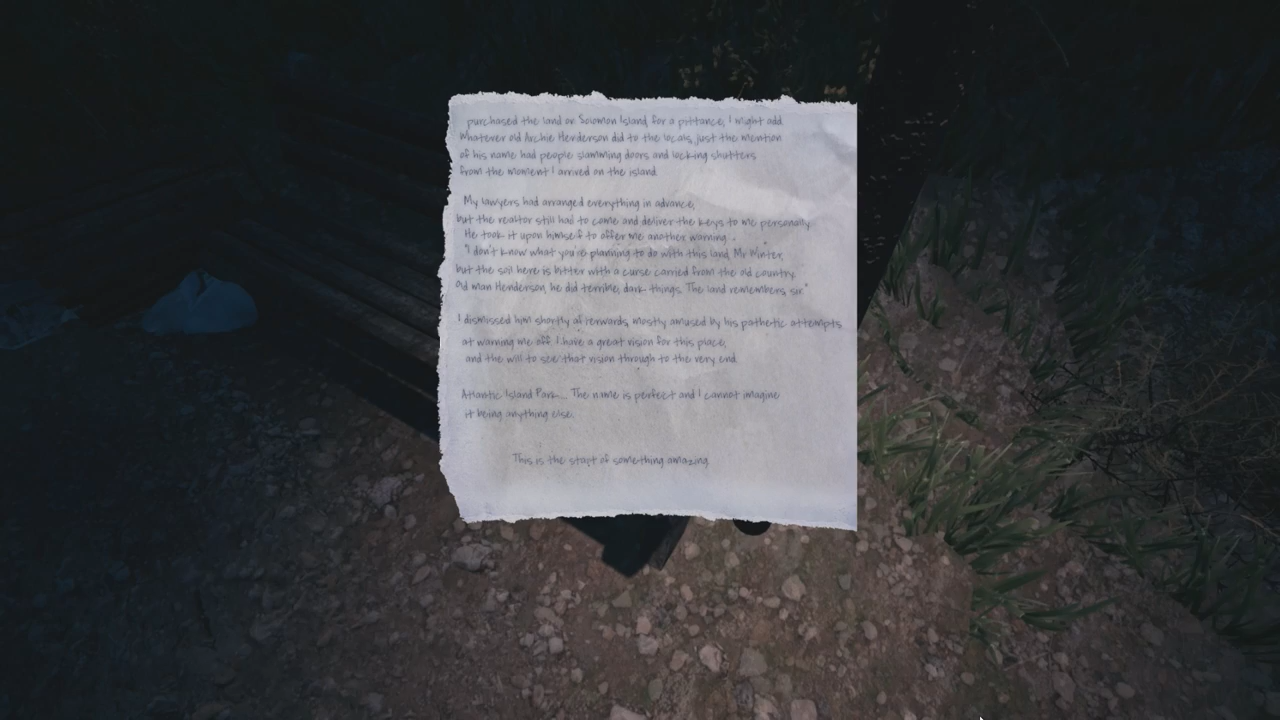 purchased the land on Solomon Island, for a pittance, I might add.
Whatever old Archie Henderson did to the locals, just the mention
of his name had people slamming doors and locking shutters
from the moment I arrived on the island.
My lawyers had arranged everything in advance,
but the realtor still had to come and deliver the keys to me personally.
He took it upon himself to offer me another warning.
"I don't know what you're planning to do with this land, Mr Winter,
but the soil here is bitter with a curse carried from the old country.
Old man Henderson, he did terrible, dark things. The land remembers, sir."
I dismissed him shortly afterwards, mostly amused by his pathetic attempts
at warning me off. I have a great vision for this place,
and the will to see that vision through to the very end.
Atlantic Island Park... The name is perfect and I cannot imagine
it being anything else.
This is the start of something amazing.